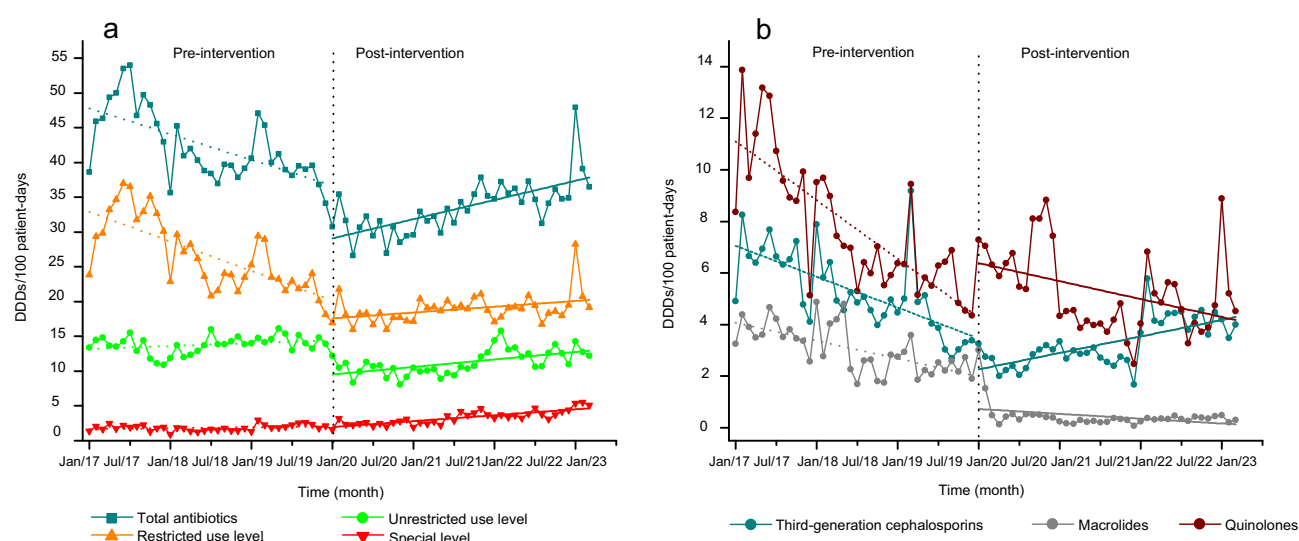 a
Pre-intervention
Post-intervention
55
50
45
40
35
30
25
20
15
10
5
0
DDDs/100 patient-days
Jan/17 Jul/17 Jan/18 Jul/18 Jan/19 Jul/19 Jan/20 Jul/20 Jan/21 Jul/21 Jan/22 Jul/22 Jan/23
Time (month)
Total antibiotics
Unrestricted use level
Restricted use level
Special level
b
Pre-intervention
Post-intervention
14
12
10
8
6
4
2
0
DDDs/100 patient-days
Jan/17 Jul/17 Jan/18 Jul/18 Jan/19 Jul/19 Jan/20 Jul/20 Jan/21 Jul/21 Jan/22 Jul/22 Jan/23
Time (month)
Third-generation cephalosporins
Macrolides
Quinolones